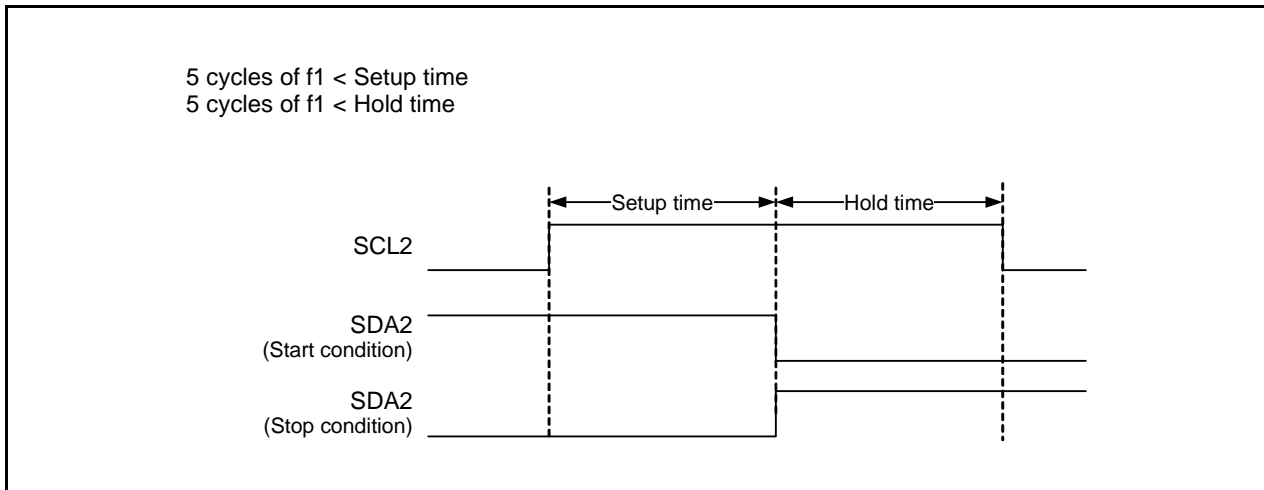 5 cycles of f1 < Setup time
5 cycles of f1 < Hold time
Setup time
Hold time
SCL2
SDA2
(Start condition)
SDA2
(Stop condition)